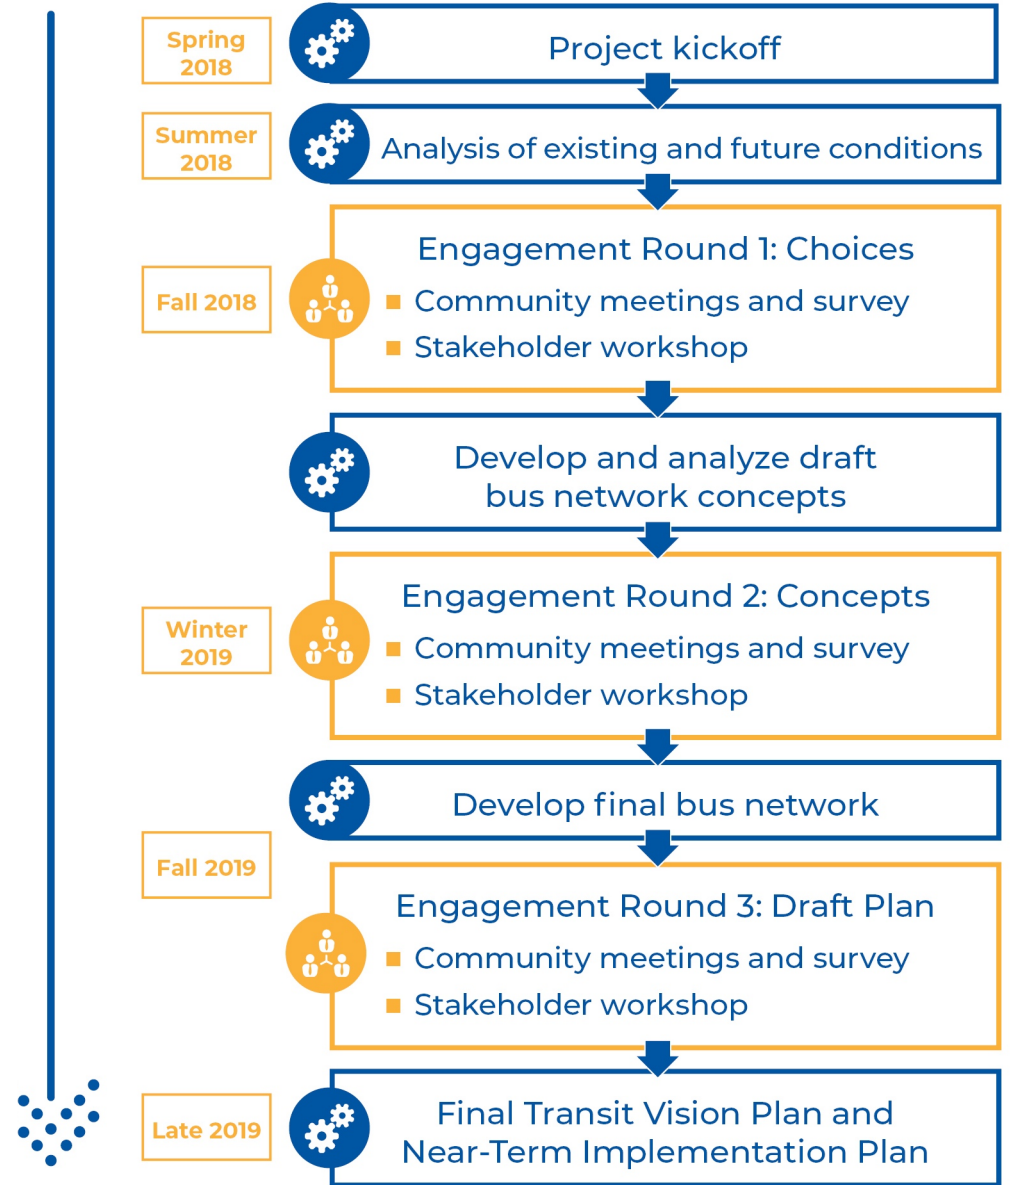 Spring
2018
Project kickoff
Summer
2018
Analysis of existing and future conditions
Fall 2018
Engagement Round 1: Choices
Community meetings and survey
Stakeholder workshop
Develop and analyze draft
bus network concepts
Winter
2019
Engagement Round 2: Concepts
Community meetings and survey
Stakeholder workshop
Develop final bus network
Fall 2019
Engagement Round 3: Draft Plan
Community meetings and survey
Stakeholder workshop
Late 2019
Final Transit Vision Plan and
Near-Term Implementation Plan